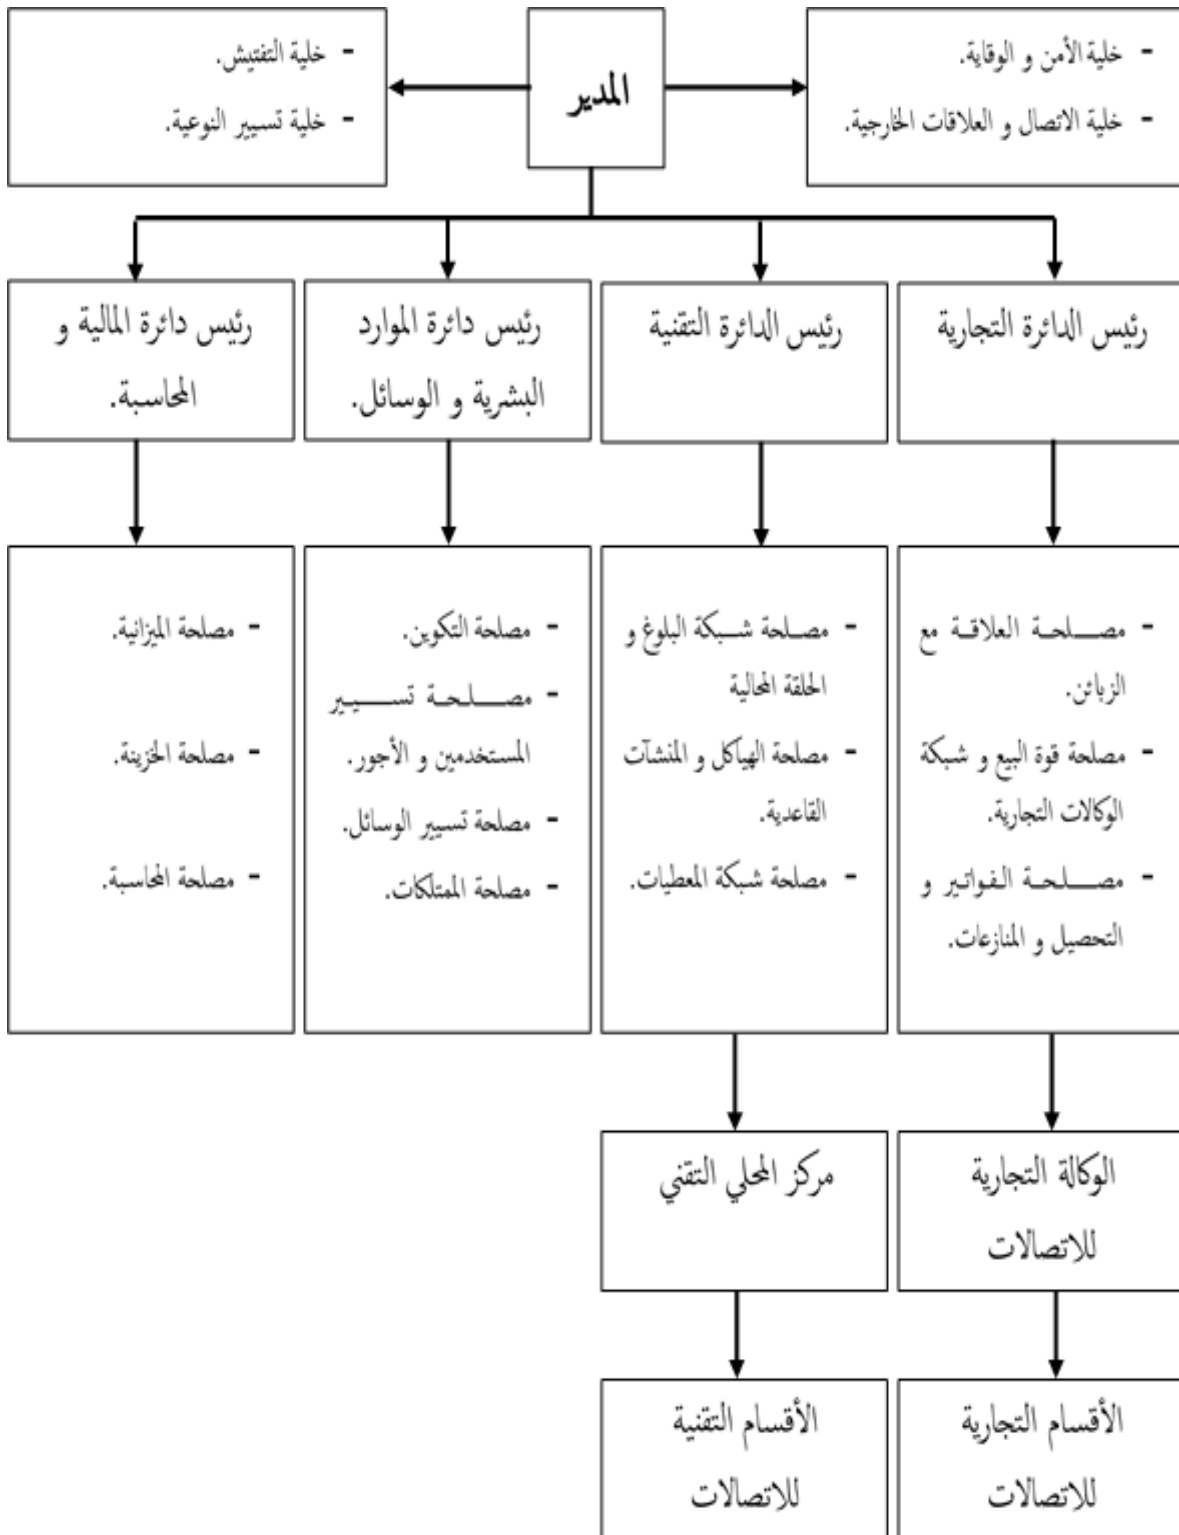 - خلية الأمن و الوقاية.
- خلية الاتصال و العلاقات الخارجية.
المدير
- خلية التفتيش.
- خلية تسيير النوعية.
رئيس الدائرة التجارية
رئيس الدائرة التقنية
رئيس دائرة الموارد
البشرية و الوسائل.
رئيس دائرة المالية و
المحاسبة.
- مصلحة العلاقة مع
الزبائن.
- مصلحة قوة البيع و شبكة
الوكالات التجارية.
- مصلحة الفواتير و
التحصيل و المنازعات.
- مصلحة شبكة البلوغ و
الحلقة المحالية
- مصلحة الهياكل و المنشآت
القاعدية.
- مصلحة شبكة المعطيات.
- مصلحة التكوين.
- مصلحة تسيير
المستخدمين و الأجور.
- مصلحة تسيير الوسائل.
- مصلحة الممتلكات.
- مصلحة الميزانية.
- مصلحة الخزينة.
- مصلحة المحاسبة.
الوكالة التجارية
للاتصالات
مركز المحلي التقني
الأقسام التجارية
للاتصالات
الأقسام التقنية
للاتصالات